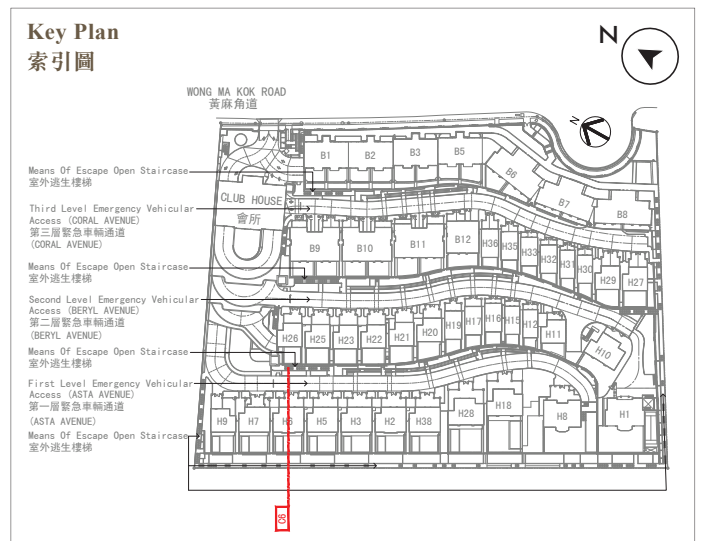 Key Plan
索引圖
N
WONG MA KOK ROAD
黃麻角道
N
B1
B2
B3
B5
B6
B7
B8
Means Of Escape Open Staircase
室外逃生樓梯
CLUB HOUSE
會所
Third Level Emergency Vehicular
Access (CORAL AVENUE)
第三層緊急車輛通道
(CORAL AVENUE)
B9
B10
B11
B12
H36
H35
H33
H32
H31
H30
H29
H27
Means Of Escape Open Staircase
室外逃生樓梯
Second Level Emergency Vehicular
Access (BERYL AVENUE)
第二層緊急車輛通道
(BERYL AVENUE)
H26
H25
H23
H22
H21
H20
H19
H17
H16
H15
H12
H11
H10
Means Of Escape Open Staircase
室外逃生樓梯
First Level Emergency Vehicular
Access (ASTA AVENUE)
第一層緊急車輛通道
(ASTA AVENUE)
H9
H7
H6
H5
H3
H2
H38
H28
H18
H8
H1
Means Of Escape Open Staircase
室外逃生樓梯
C6